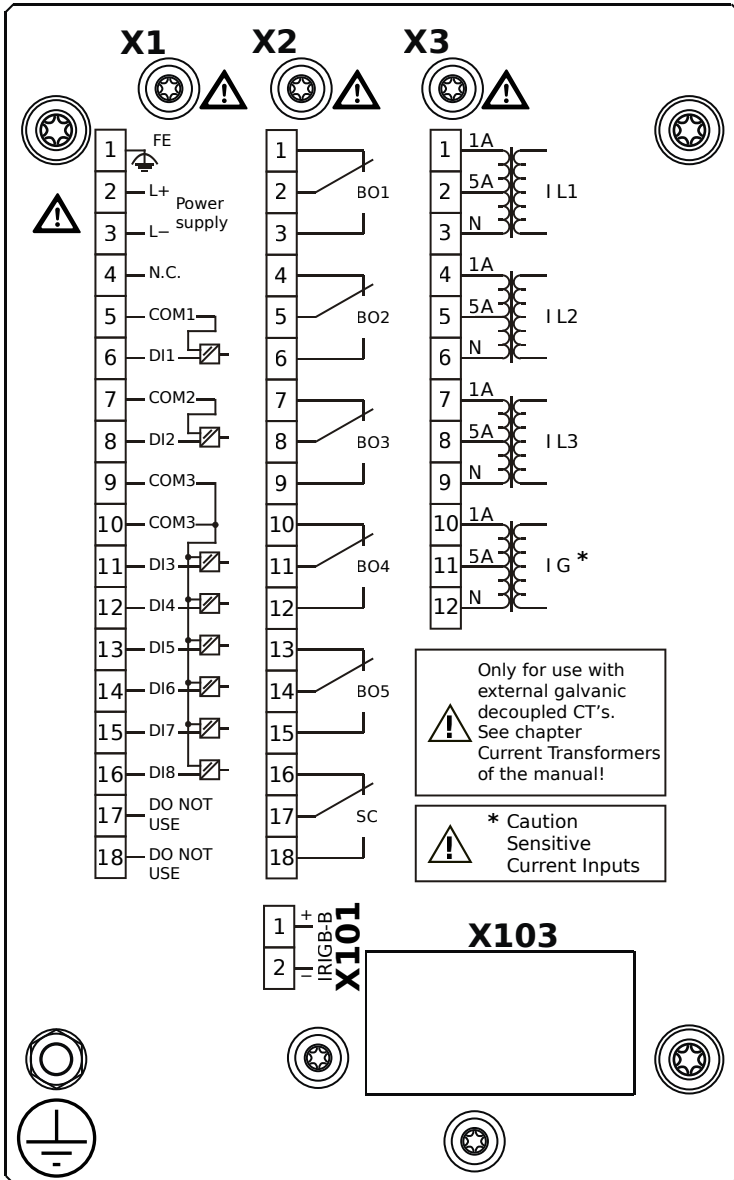 X1 X2 X3
1 FE
2 L+ Power supply
3 L−
4 N.C.
5 COM1
6 DI1
7 COM2
8 DI2
9 COM3
10 COM3
11 DI3
12 DI4
13 DI5
14 DI6
15 DI7
16 DI8
17 DO NOT
USE
18 DO NOT
USE
1
2 BO1
3
4
5 BO2
6
7
8 BO3
9
10
11 BO4
12
13
14 BO5
15
16
17 SC
18
1 1A
2 5A I L1
3 N
4 1A
5 5A I L2
6 N
7 1A
8 5A I L3
9 N
10 1A
11 5A I G *
12 N
Only for use with
external galvanic
decoupled CT's.
See chapter
Current Transformers
of the manual!
* Caution
Sensitive
Current Inputs
1 +
2 −
IRIGB-B
X101
X103